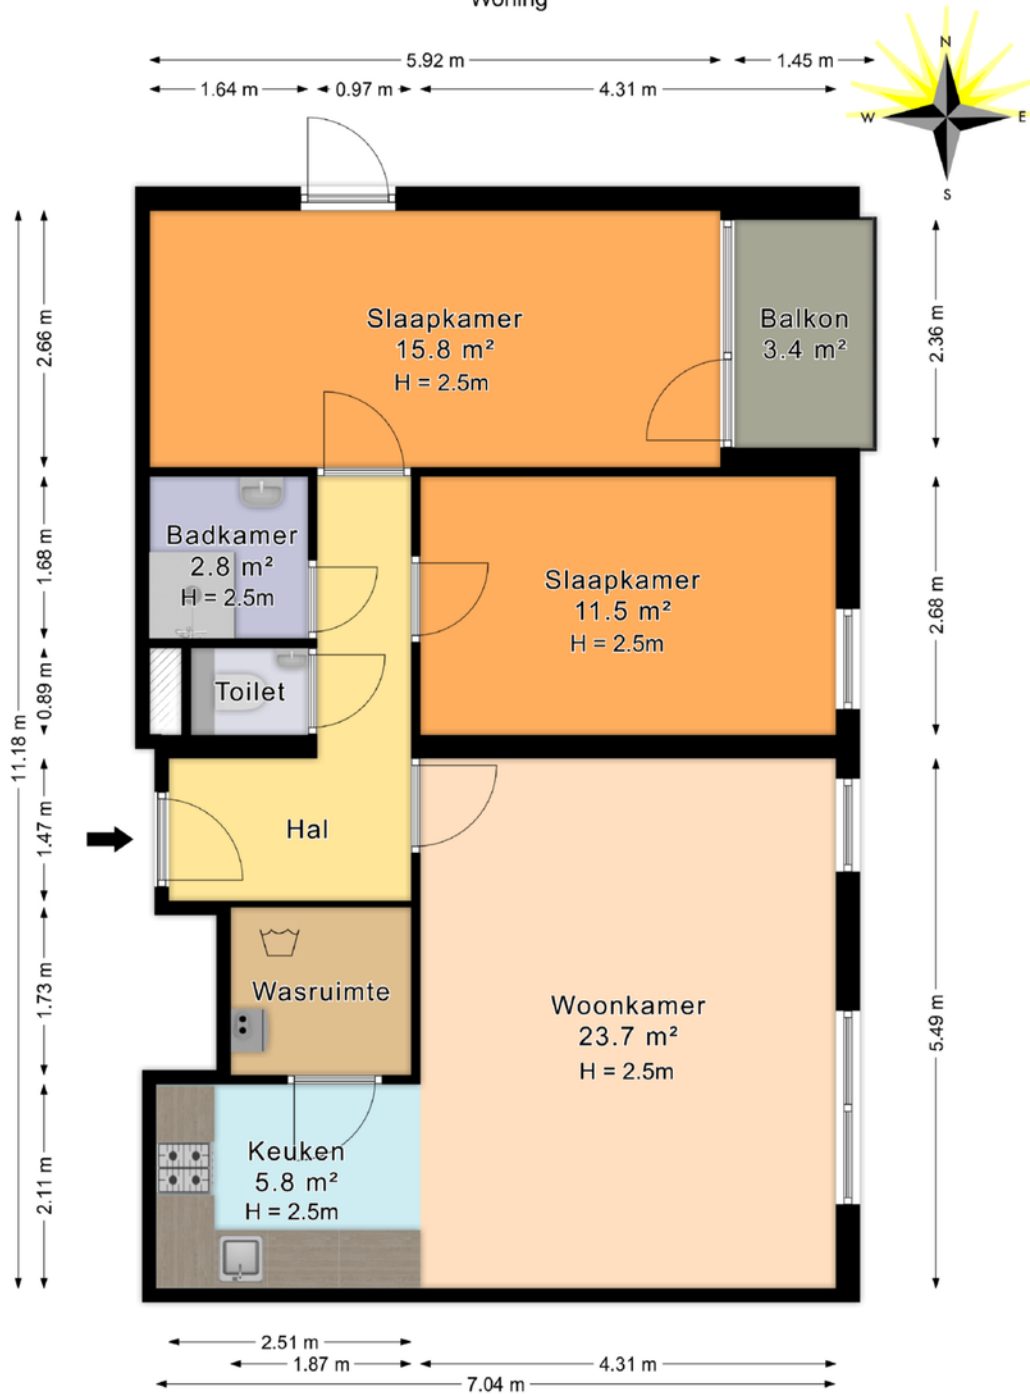 Woning
5.92 m
1.45 m
1.64 m
0.97 m
4.31 m
N
W
E
S
Slaapkamer
15.8 m²
H = 2.5m
Balkon
3.4 m²
2.66 m
2.36 m
Badkamer
2.8 m²
H = 2.5m
Slaapkamer
11.5 m²
H = 2.5m
1.68 m
2.68 m
Toilet
0.89 m
11.18 m
Hal
1.47 m
Wasruimte
1.73 m
Woonkamer
23.7 m²
H = 2.5m
5.49 m
Keuken
5.8 m²
H = 2.5m
2.11 m
2.51 m
1.87 m
4.31 m
7.04 m